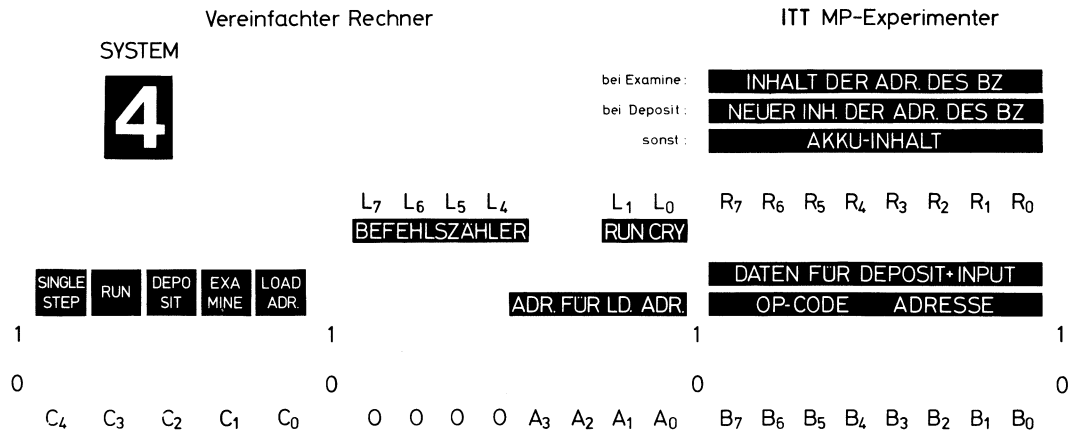 Vereinfachter Rechner ITT MP-Experimenter
SYSTEM
4
bei Examine: INHALT DER ADR. DES BZ
bei Deposit: NEUER INH. DER ADR. DES BZ
sonst: AKKU-INHALT
L7 L6 L5 L4 L1 L0 R7 R6 R5 R4 R3 R2 R1 R0
BEFEHLSZÄHLER RUN CRY
SINGLE STEP RUN DEPO SIT EXA MINE LOAD ADR. DATEN FÜR DEPOSIT+INPUT
ADR. FÜR LD. ADR. OP-CODE ADRESSE
1 1 1
0 0 0
C4 C3 C2 C1 C0 0 0 0 0 A3 A2 A1 A0 B7 B6 B5 B4 B3 B2 B1 B0